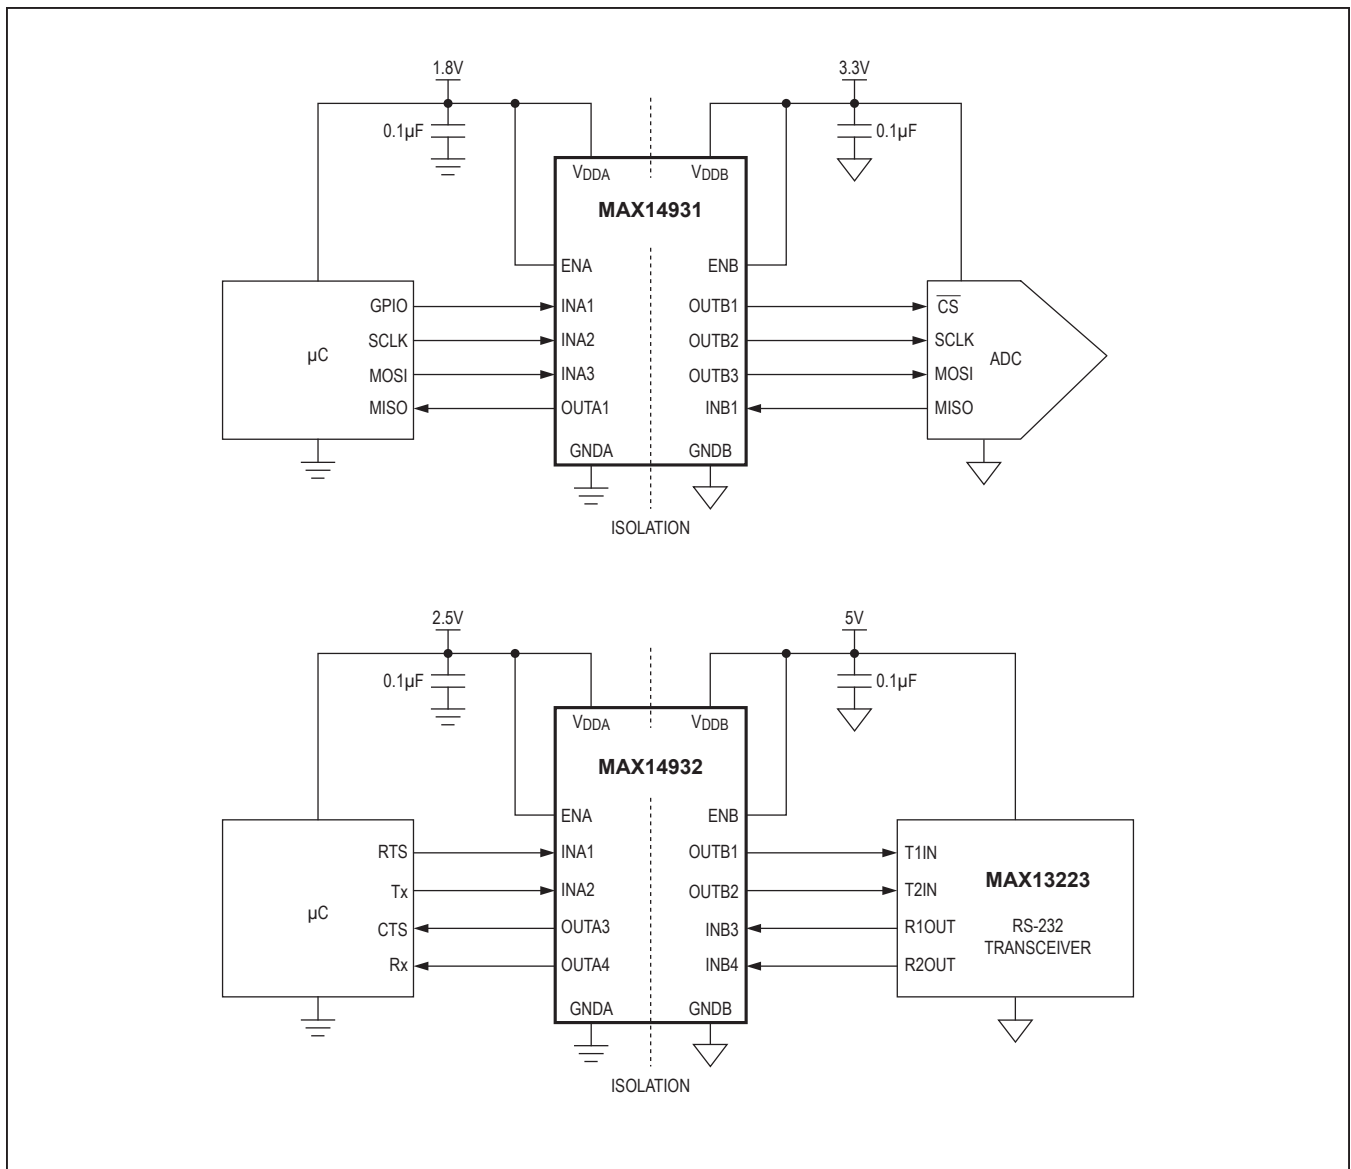 1.8V
3.3V
0.1µF
0.1µF
VDDA
VDDB
MAX14931
ENA
ENB
GPIO
INA1
OUTB1
CS
SCLK
INA2
OUTB2
SCLK
µC
ADC
MOSI
INA3
OUTB3
MOSI
MISO
OUTA1
INB1
MISO
GNDA
GNDB
ISOLATION
2.5V
5V
0.1µF
0.1µF
VDDA
VDDB
MAX14932
ENA
ENB
RTS
INA1
OUTB1
T1IN
MAX13223
Tx
INA2
OUTB2
T2IN
µC
CTS
OUTA3
INB3
R1OUT
RS-232
TRANSCEIVER
Rx
OUTA4
INB4
R2OUT
GNDA
GNDB
ISOLATION